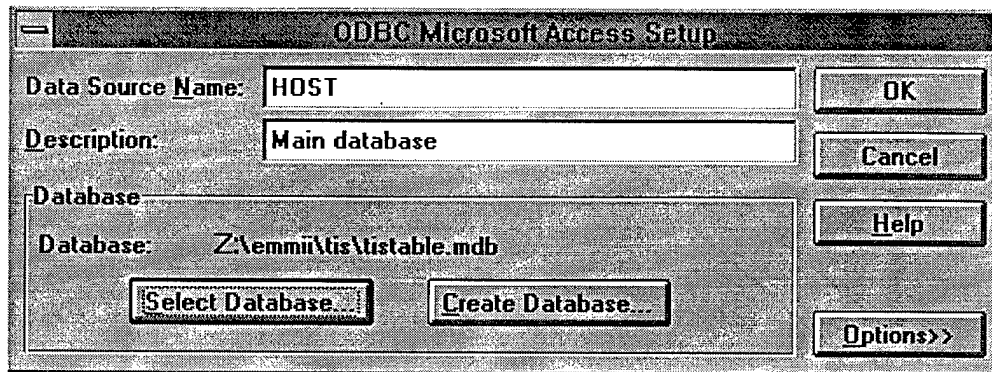 ODBC Microsoft Access Setup
Data Source Name: HOST
OK
Description: Main database
Cancel
Database
Help
Database: Z:\emmii\tis\tistable.mdb
Select Database... Create Database...
Options>>